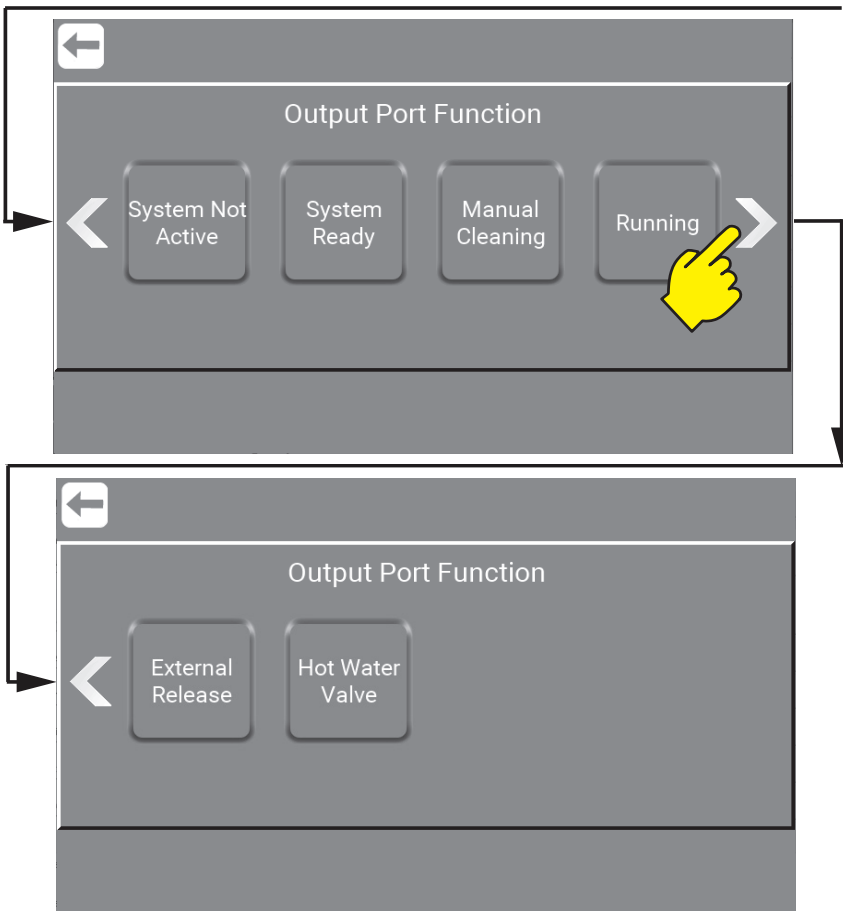 Output Port Function
System Not
Active
System
Ready
Manual
Cleaning
Running
Output Port Function
External
Release
Hot Water
Valve